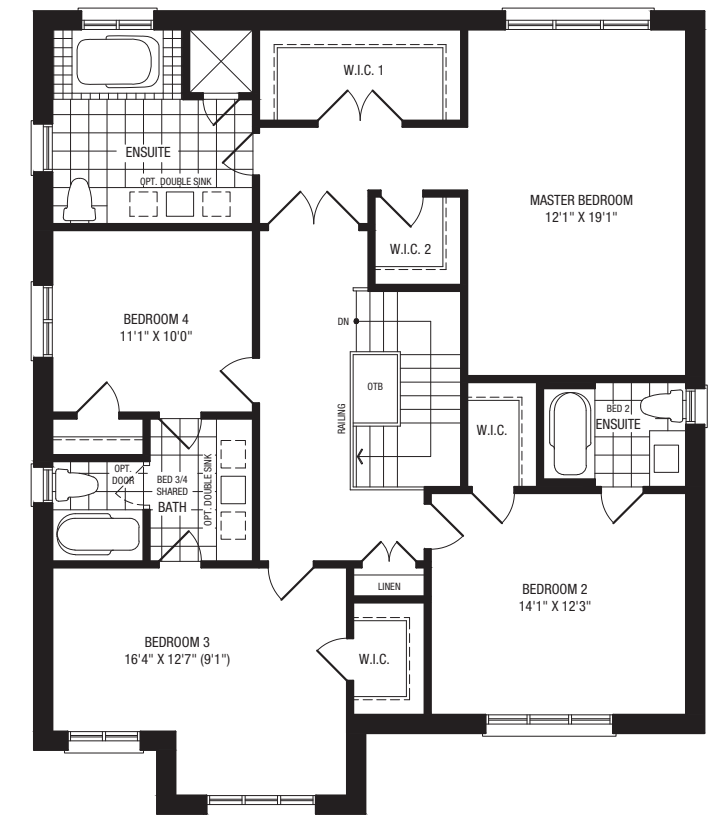 W.I.C. 1
ENSUITE
OPT. DOUBLE SINK
MASTER BEDROOM
12'1" X 19'1"
W.I.C. 2
BEDROOM 4
11'1" X 10'0"
DN
OTB
RAILING
W.I.C.
BED 2
ENSUITE
OPT.
DOOR
BED 3/4
SHARED
BATH
OPT. DOUBLE SINK
LINEN
BEDROOM 2
14'1" X 12'3"
BEDROOM 3
16'4" X 12'7" (9'1")
W.I.C.